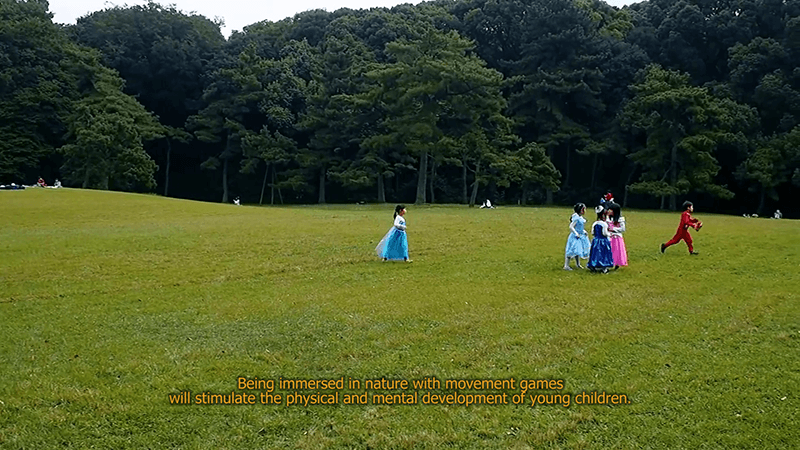 Being immersed in nature with movement games
will stimulate the physical and mental development of young children.